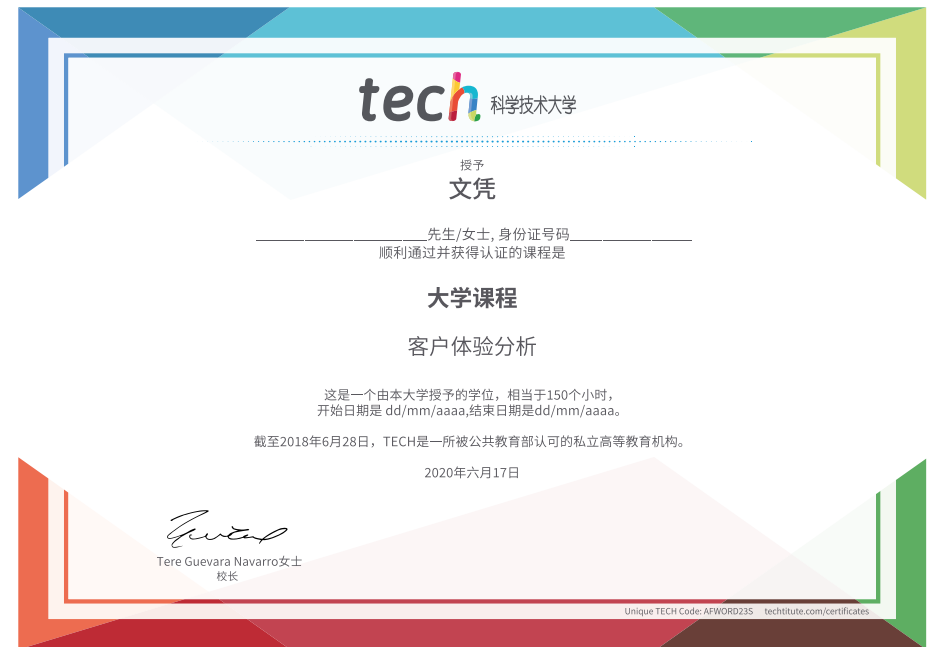 tech 科学技术大学
授予
文凭
_______________________先生/女士, 身份证号码________________
顺利通过并获得认证的课程是
大学课程
客户体验分析
这是一个由本大学授予的学位，相当于150个小时，
开始日期是 dd/mm/aaaa,结束日期是dd/mm/aaaa。
截至2018年6月28日，TECH是一所被公共教育部认可的私立高等教育机构。
2020年六月17日
Tere Guevara Navarro女士
校长
Unique TECH Code: AFWORD23S techtitute.com/certificates